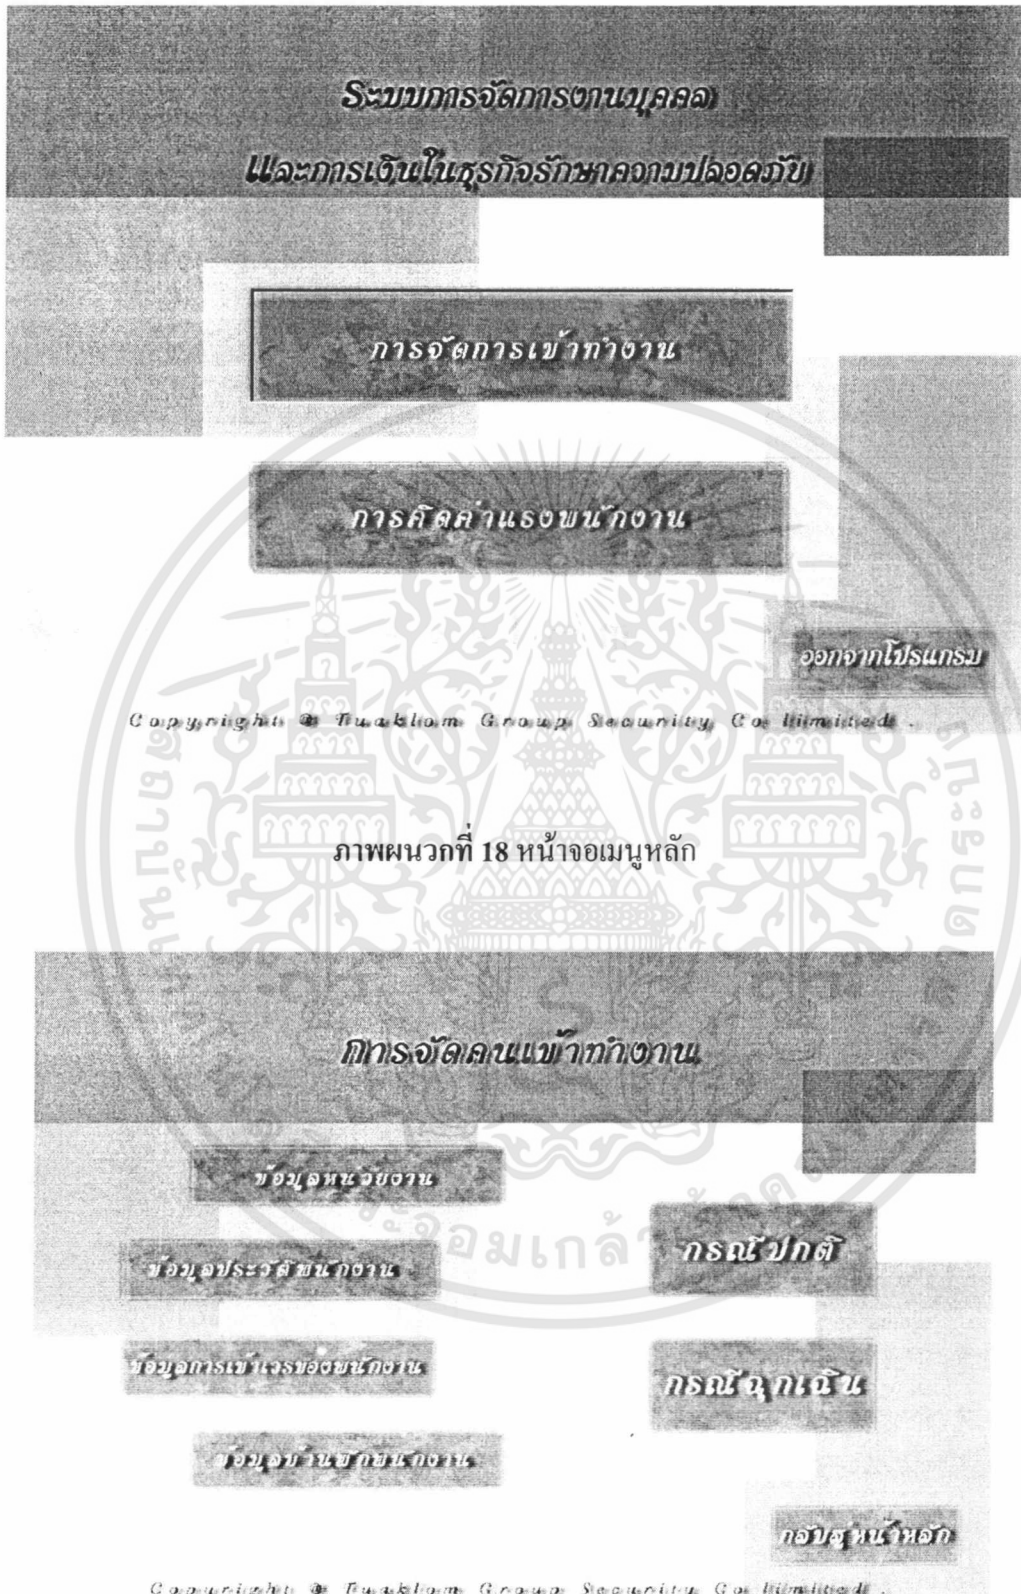 ระบบการจัดการงานบุคคล
และการเงินในธุรกิจรักษาความปลอดภัย
การจัดการเข้าทำงาน
การคิดค่าแรงพนักงาน
ออกจากโปรแกรม
Copyright @ Tuaklom Group Security Co limited .
ภาพผนวกที่ 18 หน้าจอเมนูหลัก
การจัดคนเข้าทำงาน
ข้อมูลหน่วยงาน
ข้อมูลประวัติพนักงาน
กรณีปกติ
ข้อมูลการเข้าเวรของพนักงาน
กรณีฉุกเฉิน
ข้อมูลบ้านพักพนักงาน
กลับสู่หน้าหลัก
Copyright @ Tuaklom Group Security Co limited .